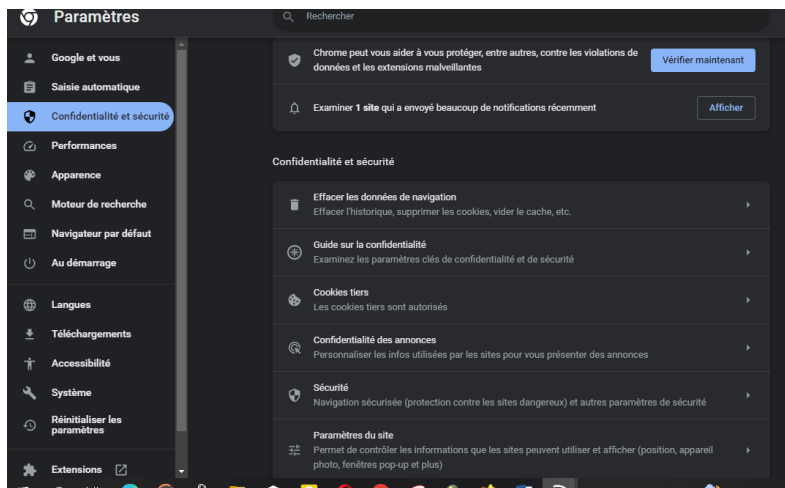 Paramètres
Rechercher
Google et vous
Saisie automatique
Confidentialité et sécurité
Performances
Apparence
Moteur de recherche
Navigateur par défaut
Au démarrage
Langues
Téléchargements
Accessibilité
Système
Réinitialiser les
paramètres
Extensions
Chrome peut vous aider à vous protéger, entre autres, contre les violations de
données et les extensions malveillantes
Vérifier maintenant
Examiner 1 site qui a envoyé beaucoup de notifications récemment
Afficher
Confidentialité et sécurité
Effacer les données de navigation
Effacer l'historique, supprimer les cookies, vider le cache, etc.
Guide sur la confidentialité
Examinez les paramètres clés de confidentialité et de sécurité
Cookies tiers
Les cookies tiers sont autorisés
Confidentialité des annonces
Personnaliser les infos utilisées par les sites pour vous présenter des annonces
Sécurité
Navigation sécurisée (protection contre les sites dangereux) et autres paramètres de sécurité
Paramètres du site
Permet de contrôler les informations que les sites peuvent utiliser et afficher (position, appareil
photo, fenêtres pop-up et plus)